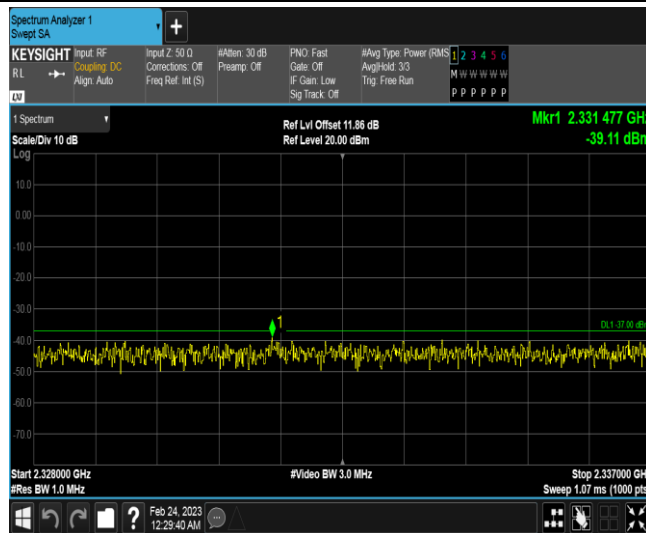 Spectrum Analyzer 1
Swept SA
+
KEYSIGHT
RL
Input: RF
Coupling: DC
Align: Auto
Input Z: 50 Ω
Corrections: Off
Freq Ref: Int (S)
#Atten: 30 dB
Preamp: Off
PNO: Fast
Gate: Off
IF Gain: Low
Sig Track: Off
#Avg Type: Power (RMS
Avg|Hold: 3/3
Trig: Free Run
1 2 3 4 5 6
M W W W W W
P P P P P P
1 Spectrum
Scale/Div 10 dB
Log
Ref Lvl Offset 11.86 dB
Ref Level 20.00 dBm
Mkr1 2.331 477 GHz
-39.11 dBm
10.0
0.00
-10.0
-20.0
-30.0
-40.0
-50.0
-60.0
-70.0
1
DL1 -37.00 dBm
Start 2.328000 GHz
#Res BW 1.0 MHz
#Video BW 3.0 MHz
Stop 2.337000 GH
Sweep 1.07 ms (1000 pts
?
Feb 24, 2023
12:29:40 AM